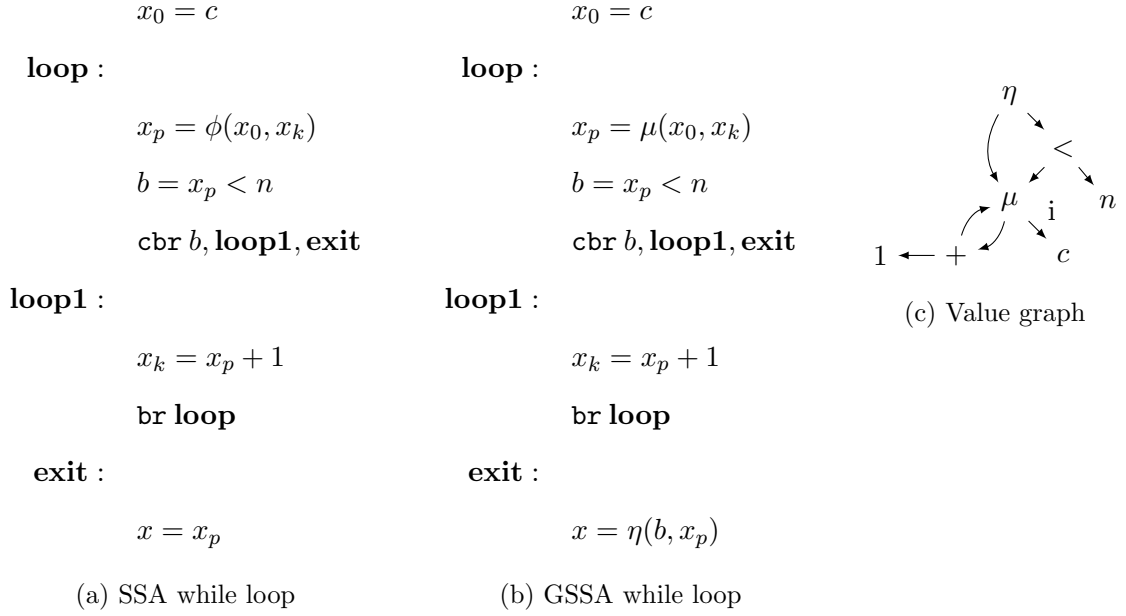 x_0 = c
loop :
x_p = ϕ(x_0, x_k)
b = x_p < n
cbr b, loop1, exit
loop1 :
x_k = x_p + 1
br loop
exit :
x = x_p
(a) SSA while loop
x_0 = c
loop :
x_p = μ(x_0, x_k)
b = x_p < n
cbr b, loop1, exit
loop1 :
x_k = x_p + 1
br loop
exit :
x = η(b, x_p)
(b) GSSA while loop
η
<
μ
i
n
1
+
c
(c) Value graph